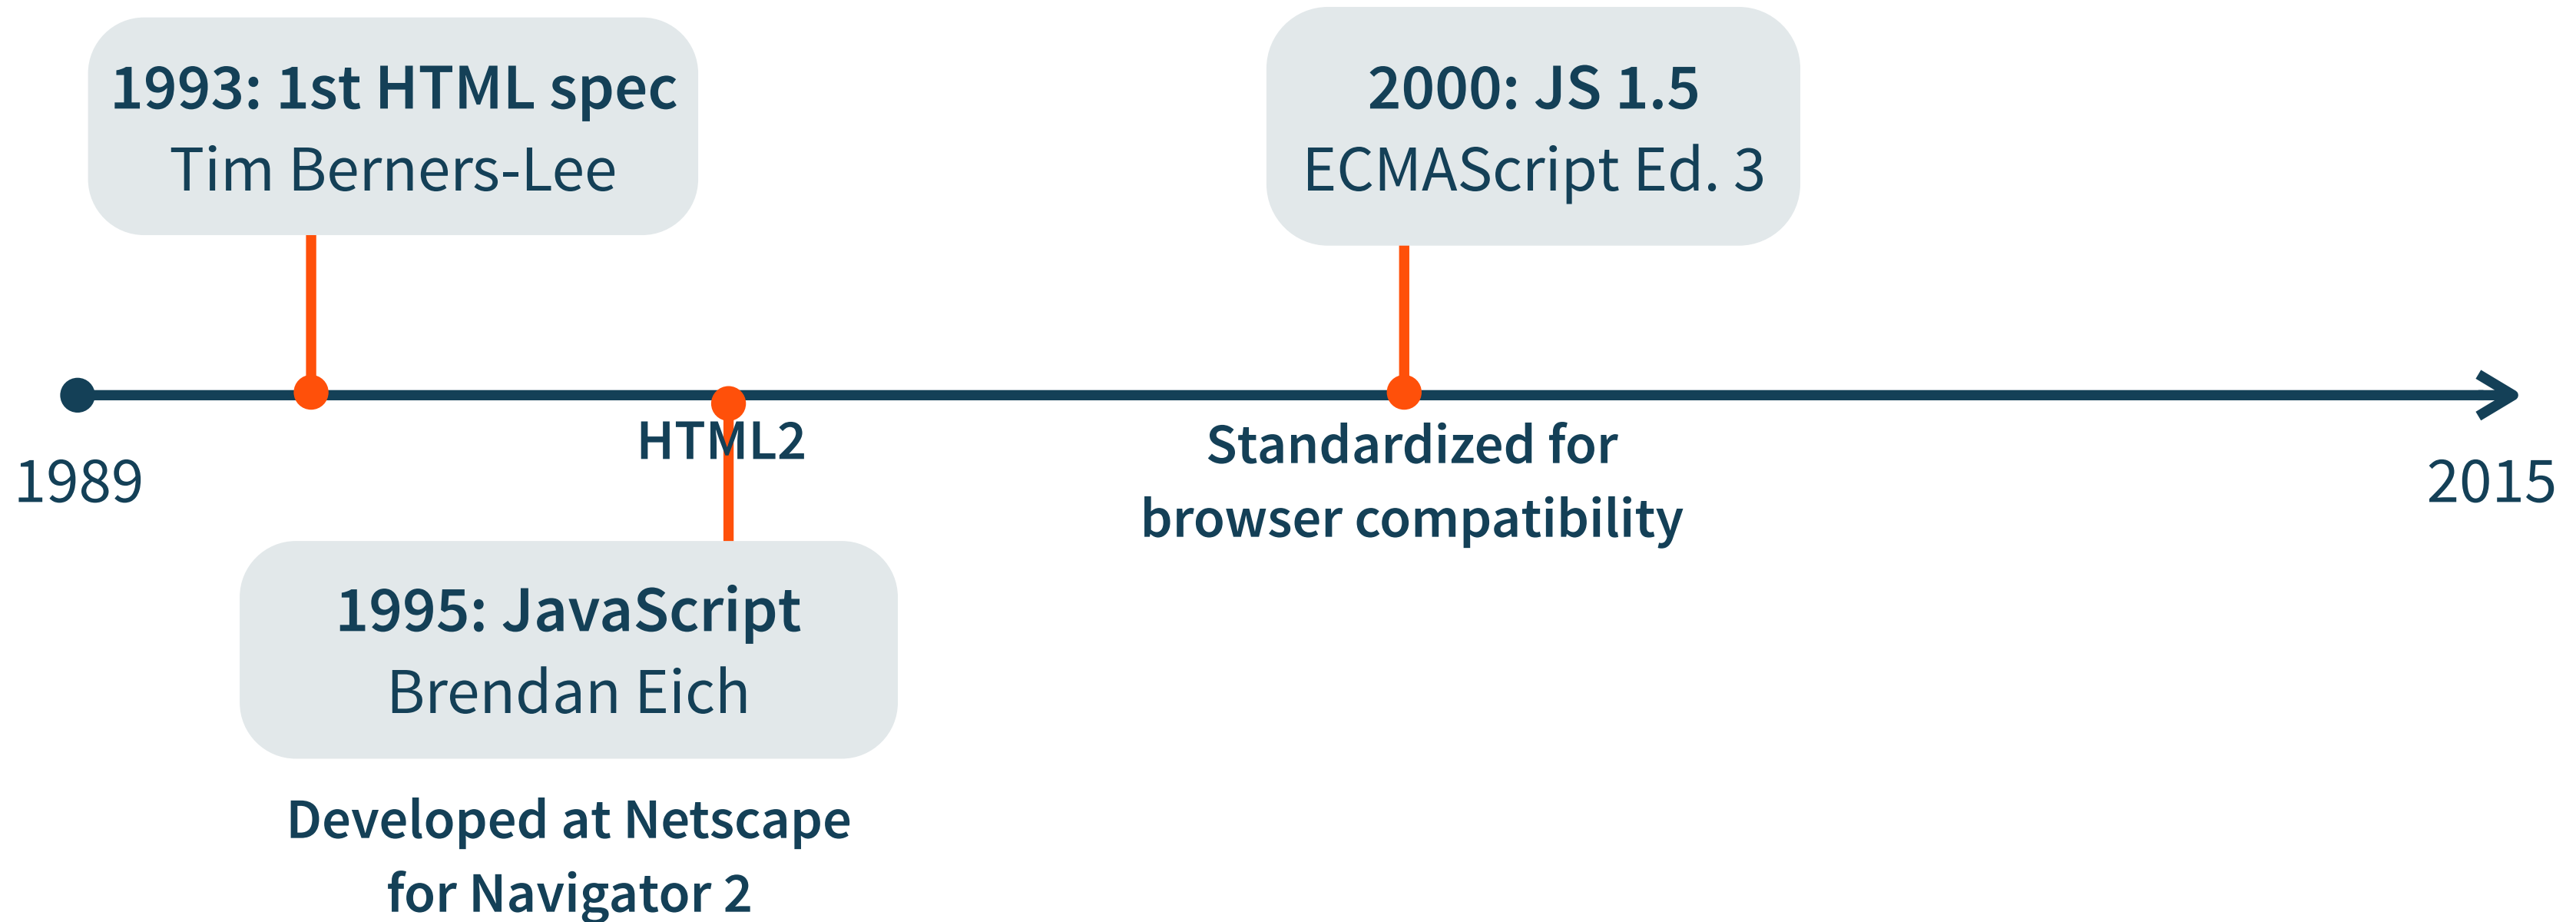 1993: 1st HTML spec
Tim Berners-Lee
2000: JS 1.5
ECMAScript Ed. 3
HTML2
Standardized for
browser compatibility
1989
2015
1995: JavaScript
Brendan Eich
Developed at Netscape
for Navigator 2